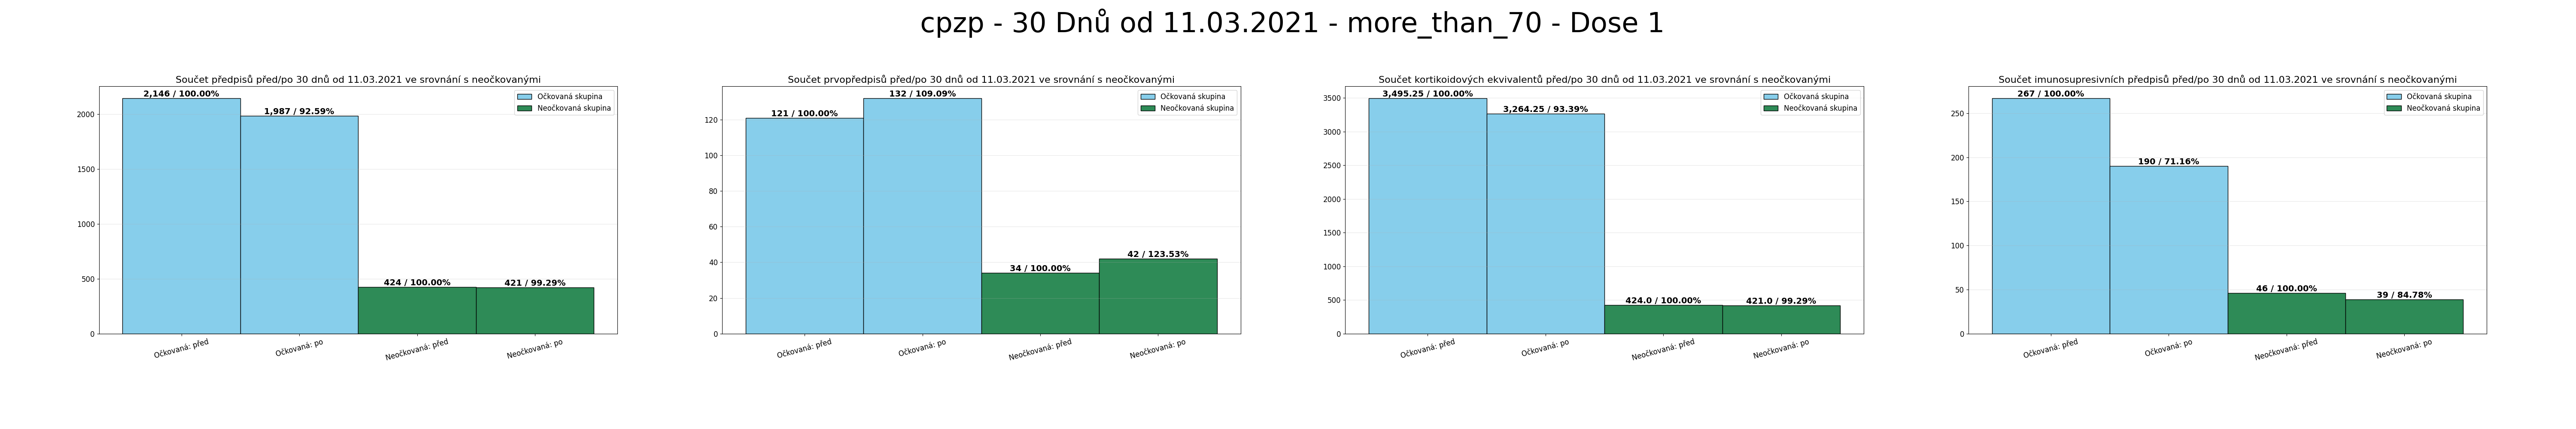 cpzp - 30 Dnů od 11.03.2021 - more_than_70 - Dose 1
Součet předpisů před/po 30 dnů od 11.03.2021 ve srovnání s neočkovanými
2,146 / 100.00%
1,987 / 92.59%
424 / 100.00%
421 / 99.29%
Očkovaná skupina
Neočkovaná skupina
2000
1500
1000
500
0
Očkovaná: před
Očkovaná: po
Neočkovaná: před
Neočkovaná: po
Součet prvopředpisů před/po 30 dnů od 11.03.2021 ve srovnání s neočkovanými
121 / 100.00%
132 / 109.09%
34 / 100.00%
42 / 123.53%
Očkovaná skupina
Neočkovaná skupina
120
100
80
60
40
20
0
Očkovaná: před
Očkovaná: po
Neočkovaná: před
Neočkovaná: po
Součet kortikoidových ekvivalentů před/po 30 dnů od 11.03.2021 ve srovnání s neočkovanými
3,495.25 / 100.00%
3,264.25 / 93.39%
424.0 / 100.00%
421.0 / 99.29%
Očkovaná skupina
Neočkovaná skupina
3500
3000
2500
2000
1500
1000
500
0
Očkovaná: před
Očkovaná: po
Neočkovaná: před
Neočkovaná: po
Součet imunosupresivních předpisů před/po 30 dnů od 11.03.2021 ve srovnání s neočkovanými
267 / 100.00%
190 / 71.16%
46 / 100.00%
39 / 84.78%
Očkovaná skupina
Neočkovaná skupina
250
200
150
100
50
0
Očkovaná: před
Očkovaná: po
Neočkovaná: před
Neočkovaná: po